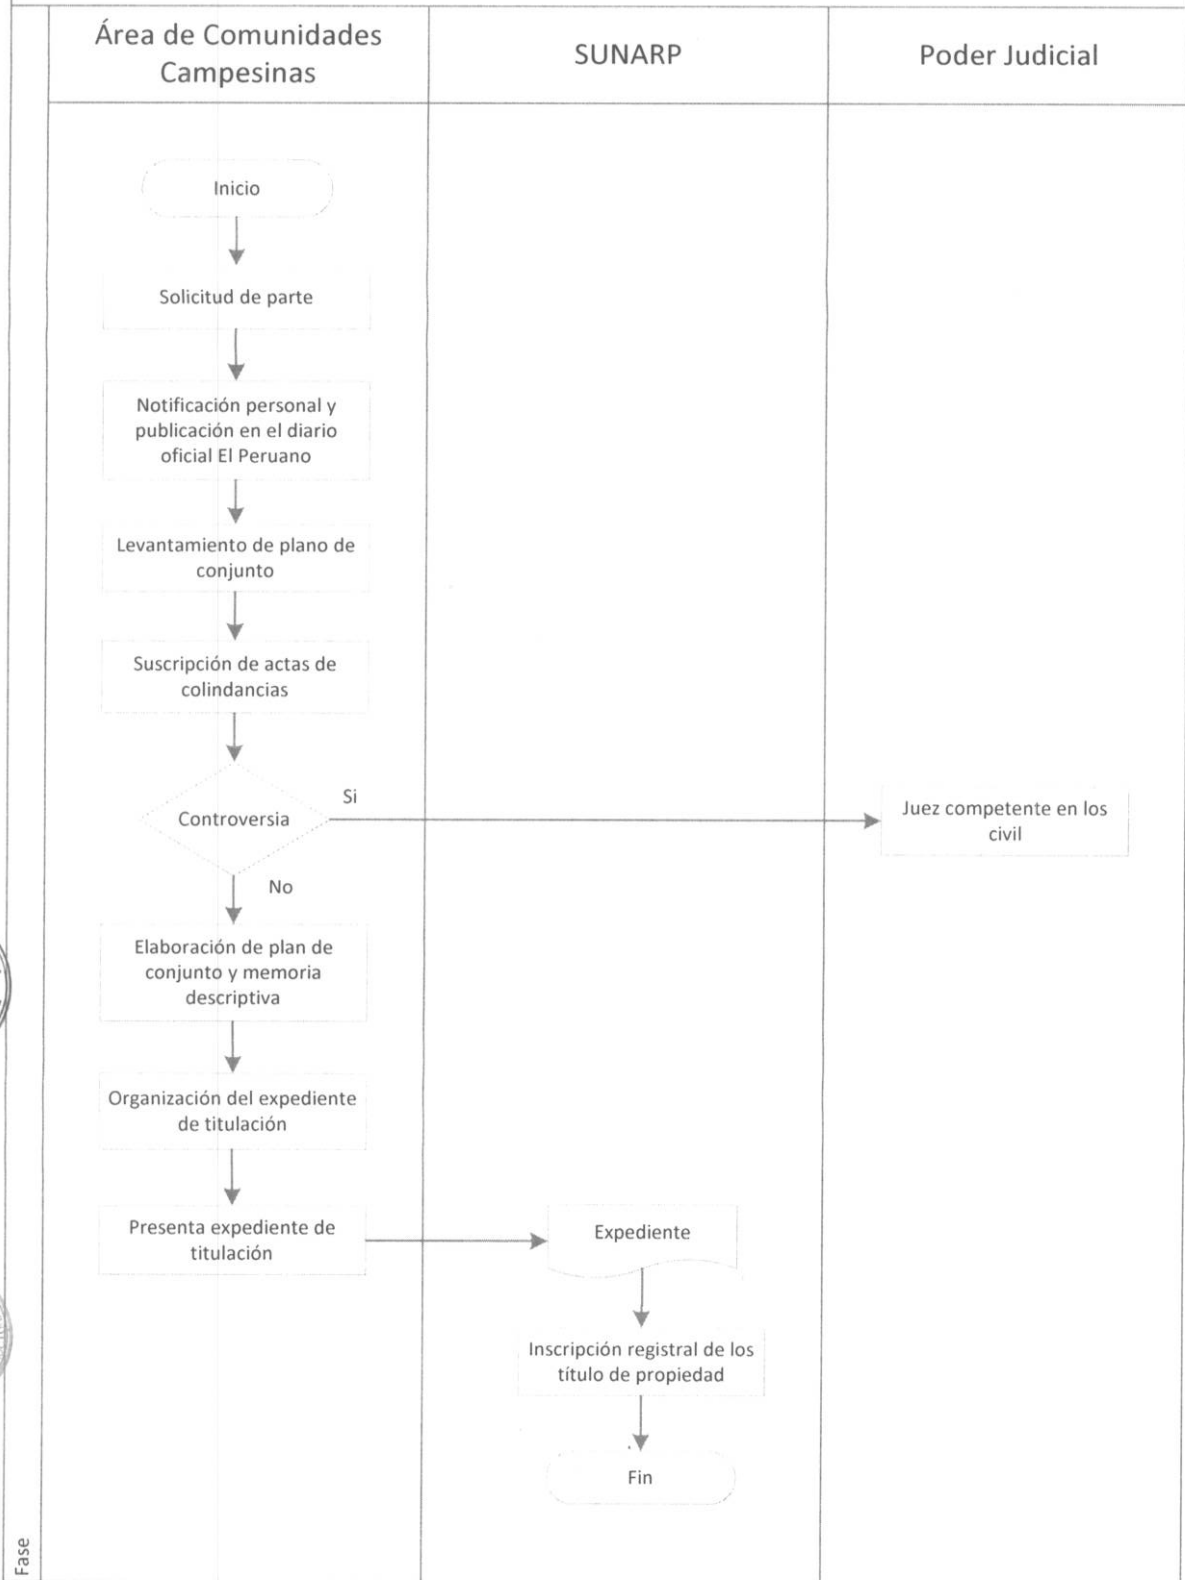 Área de Comunidades
Campesinas
SUNARP
Poder Judicial
Inicio
Solicitud de parte
Notificación personal y
publicación en el diario
oficial El Peruano
Levantamiento de plano de
conjunto
Suscripción de actas de
colindancias
Controversia
Si
Juez competente en los
civil
No
Elaboración de plan de
conjunto y memoria
descriptiva
Organización del expediente
de titulación
Presenta expediente de
titulación
Expediente
Inscripción registral de los
título de propiedad
Fin
Fase